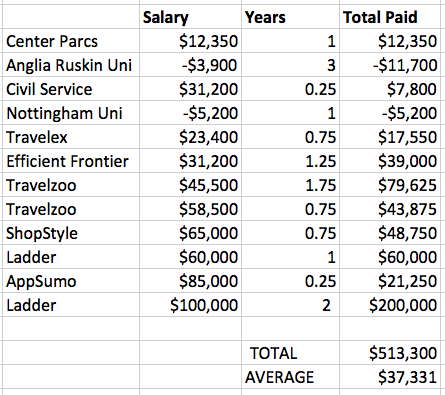 Salary Years Total Paid
Center Parcs $12,350 1 $12,350
Anglia Ruskin Uni -$3,900 3 -$11,700
Civil Service $31,200 0.25 $7,800
Nottingham Uni -$5,200 1 -$5,200
Travelex $23,400 0.75 $17,550
Efficient Frontier $31,200 1.25 $39,000
Travelzoo $45,500 1.75 $79,625
Travelzoo $58,500 0.75 $43,875
ShopStyle $65,000 0.75 $48,750
Ladder $60,000 1 $60,000
AppSumo $85,000 0.25 $21,250
Ladder $100,000 2 $200,000
TOTAL $513,300
AVERAGE $37,331